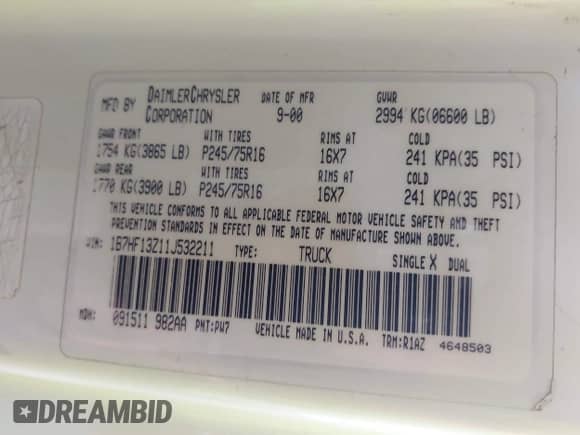 MFD BY DAIMLERCHRYSLER CORPORATION DATE OF MFR 9-00 GVWR 2994 KG(06600 LB)
GAWR FRONT WITH TIRES RIMS AT COLD
1754 KG(3865 LB) P245/75R16 16X7 241 KPA(35 PSI)
GAWR REAR WITH TIRES RIMS AT COLD
1770 KG(3900 LB) P245/75R16 16X7 241 KPA(35 PSI)
THIS VEHICLE CONFORMS TO ALL APPLICABLE FEDERAL MOTOR VEHICLE SAFETY AND THEFT
PREVENTION STANDARDS IN EFFECT ON THE DATE OF MANUFACTURE SHOWN ABOVE.
VIN: 1B7HF13Z11J532211 TYPE: TRUCK SINGLE X DUAL
MDH: 091511 982AA PNT:PW7 VEHICLE MADE IN U.S.A. TRM:R1AZ 4648503
DREAMBID